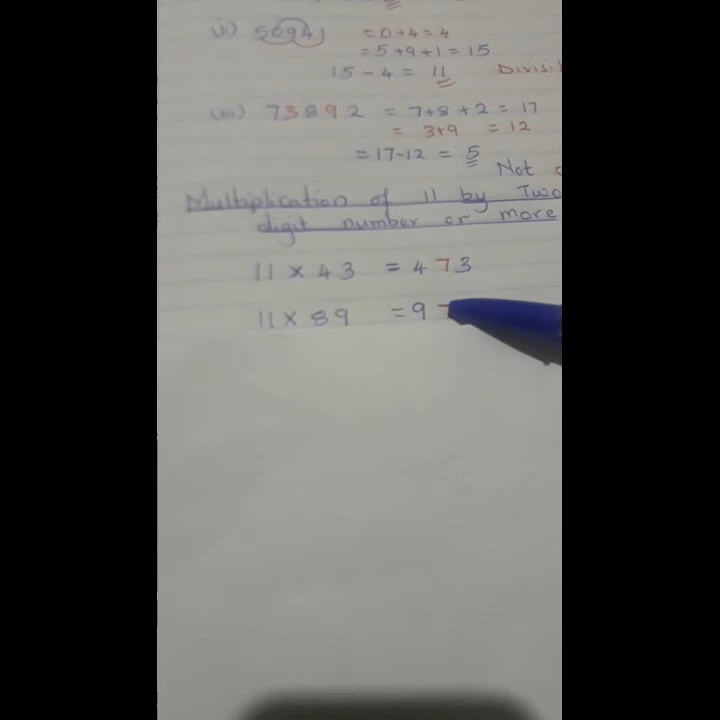 vi) 50941 = 0+4 = 4
= 5+9+1 = 15
15 - 4 = 11 Divisi
vii) 73892 = 7+8+2 = 17
= 3+9 = 12
= 17-12 = 5
Not
Multiplication of 11 by Two
digit number or more
11 × 43 = 473
11 × 89 = 9